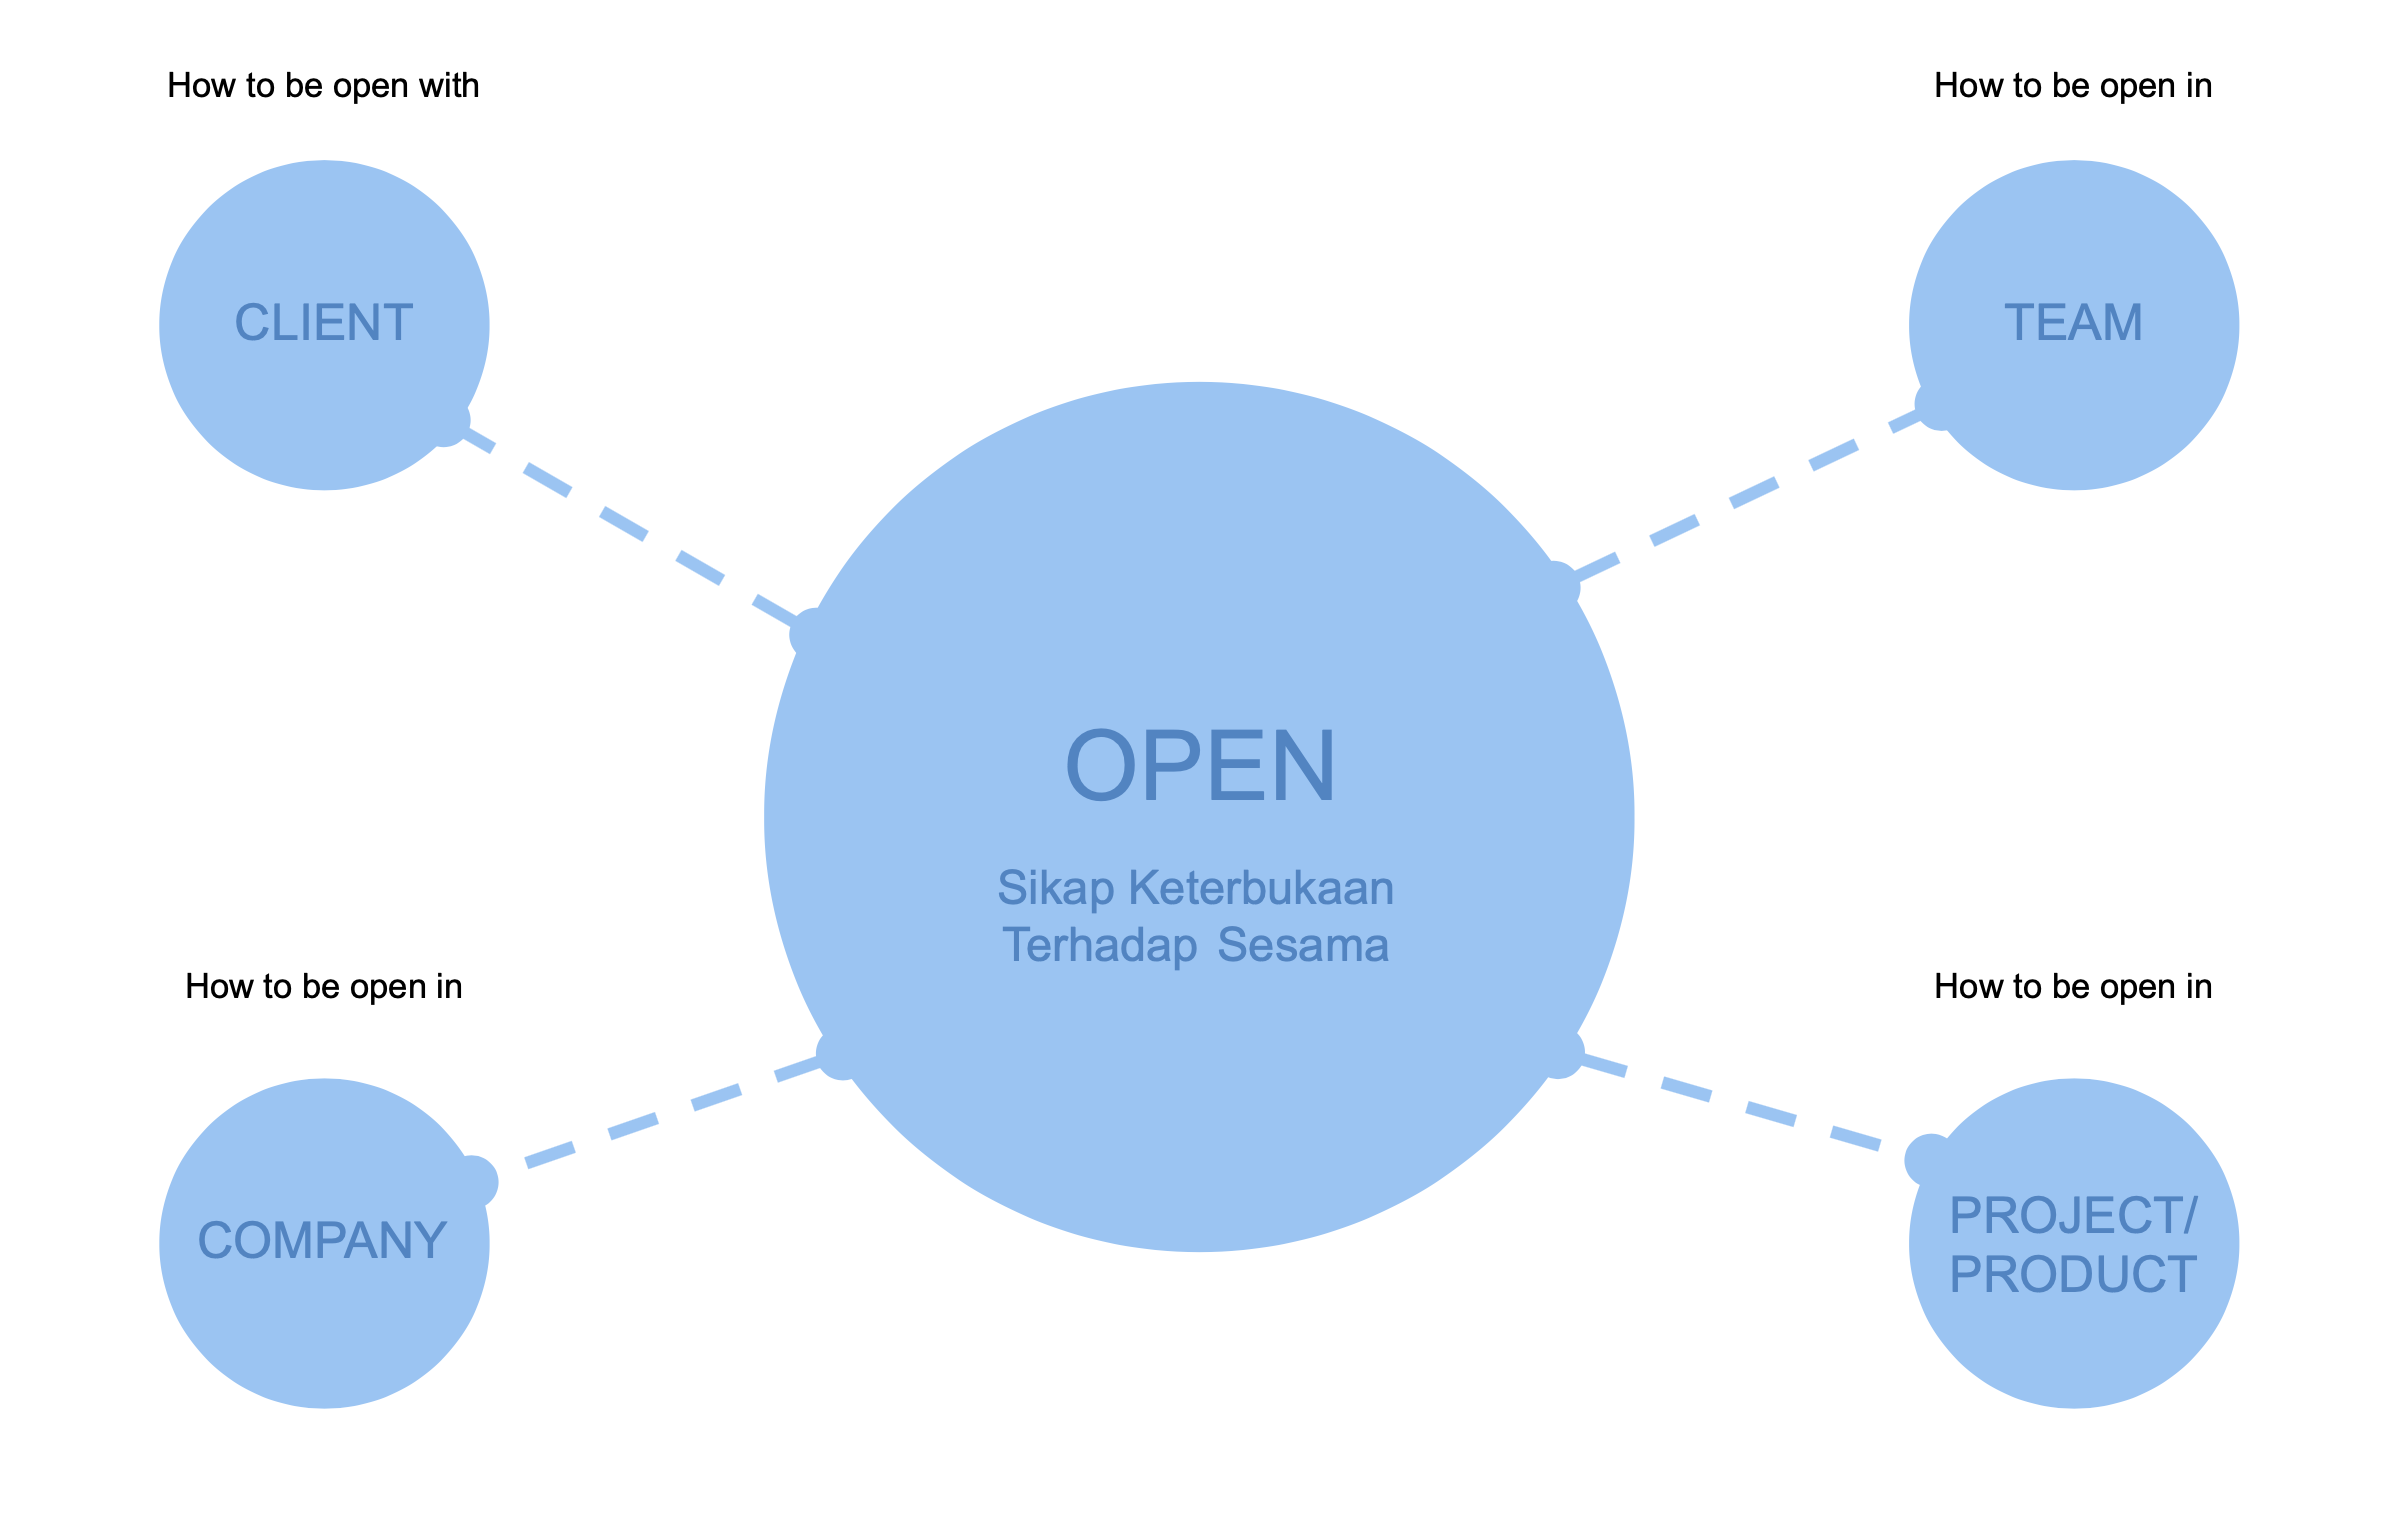 How to be open with
CLIENT
How to be open in
TEAM
OPEN
Sikap Keterbukaan
Terhadap Sesama
How to be open in
COMPANY
How to be open in
PROJECT/
PRODUCT